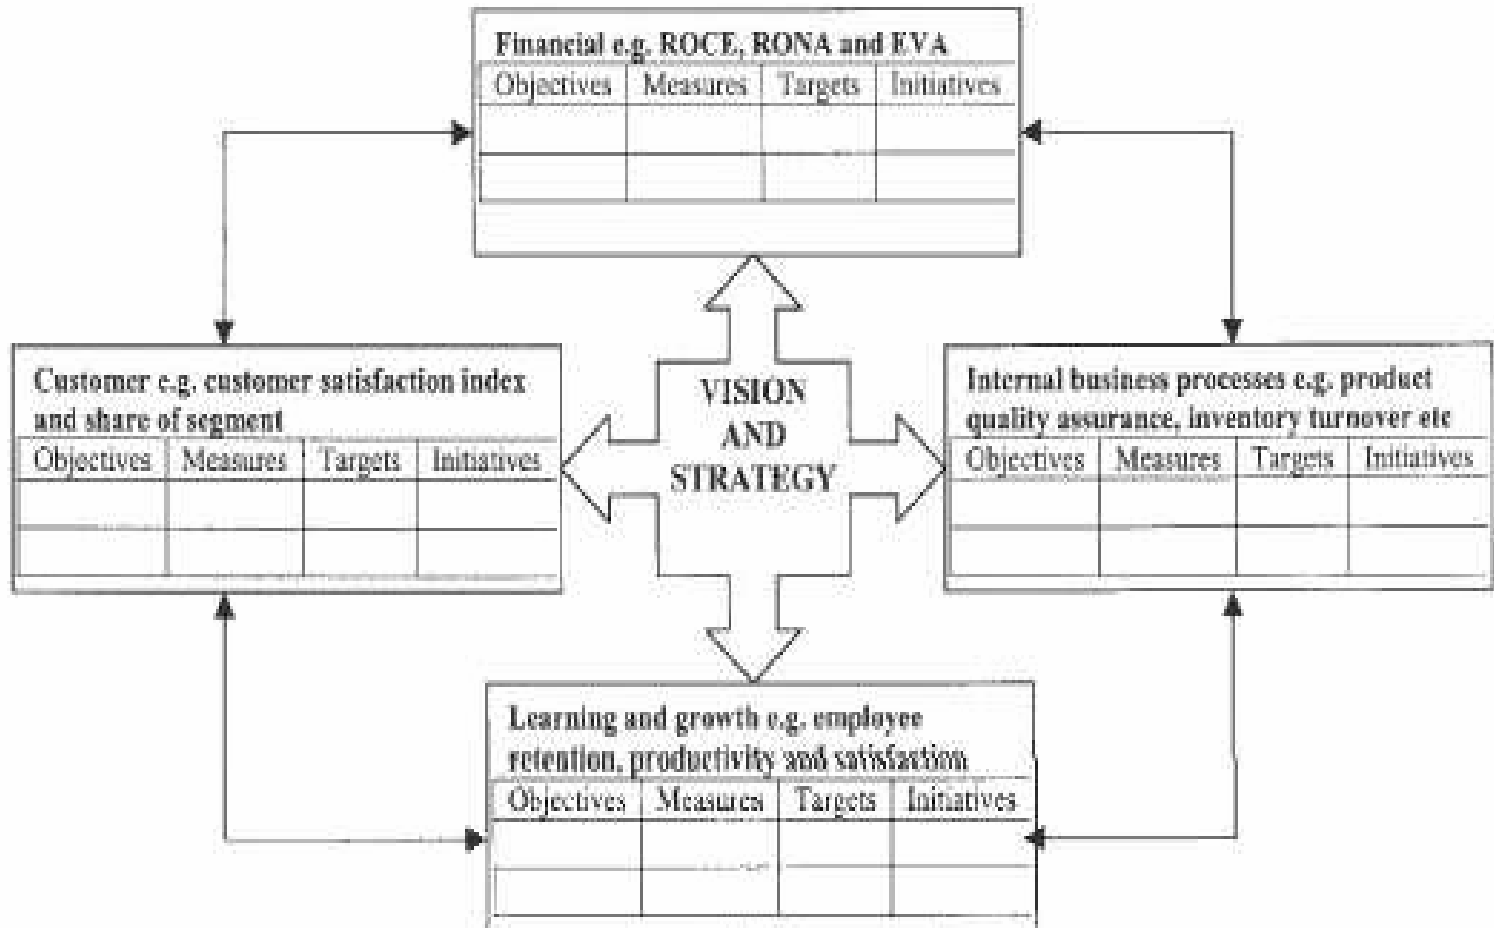 Financial e.g. ROCE, RONA and EVA
Objectives Measures Targets Initiatives
Customer e.g. customer satisfaction index
and share of segment
Objectives Measures Targets Initiatives
VISION
AND
STRATEGY
Internal business processes e.g. product
quality assurance, inventory turnover etc
Objectives Measures Targets Initiatives
Learning and growth e.g. employee
retention, productivity and satisfaction
Objectives Measures Targets Initiatives